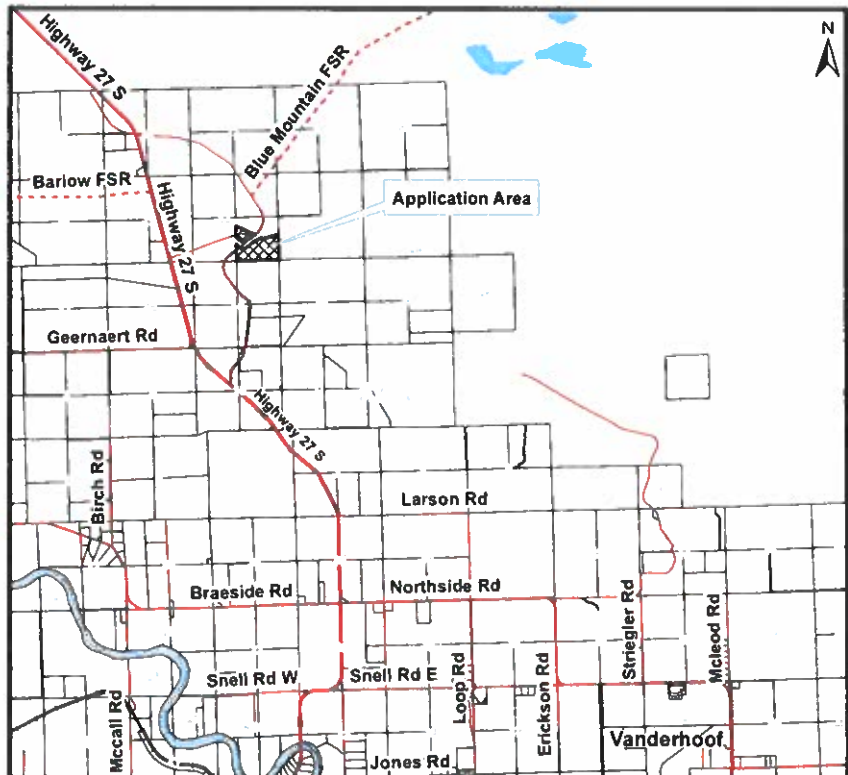 Highway 27 S
Blue Mountain FSR
N
Barlow FSR
Highway 27 S
Application Area
Geernaert Rd
Highway 27 S
Birch Rd
Larson Rd
Braeside Rd
Northside Rd
Striegler Rd
Mcleod Rd
Snell Rd W
Snell Rd E
Loop Rd
Erickson Rd
Mccall Rd
Vanderhoof
Jones Rd